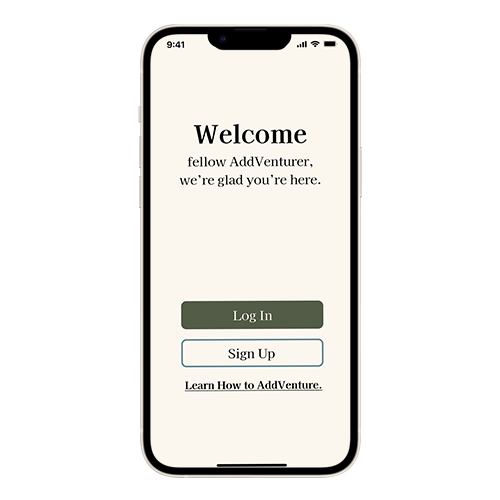 9:41
Welcome
fellow AddVenturer,
we're glad you're here.
Log In
Sign Up
Learn How to AddVenture.